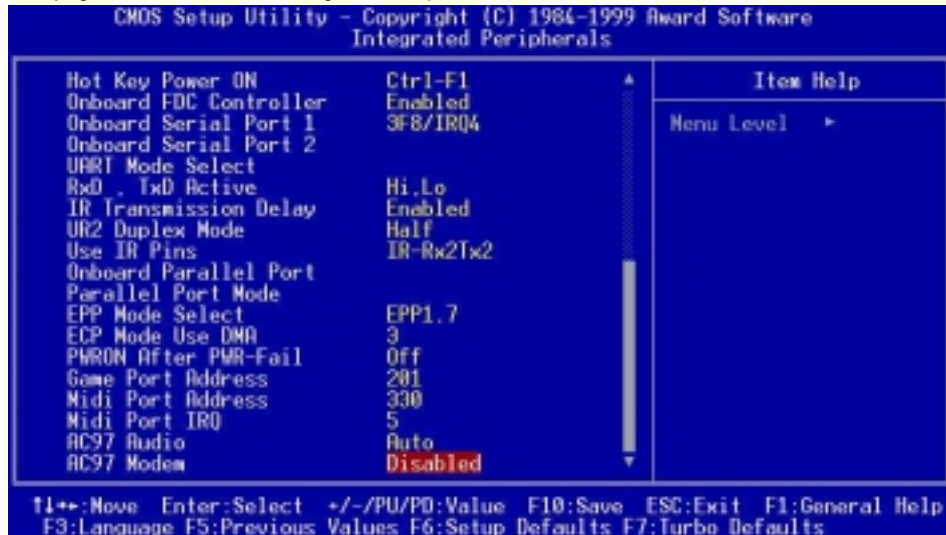 CMOS Setup Utility - Copyright (C) 1984-1999 Award Software
Integrated Peripherals
Hot Key Power ON Ctrl-F1
Onboard FDC Controller Enabled
Onboard Serial Port 1 3F8/IRQ4
Onboard Serial Port 2
UART Mode Select
RxD , TxD Active Hi,Lo
IR Transmission Delay Enabled
UR2 Duplex Mode Half
Use IR Pins IR-Rx2Tx2
Onboard Parallel Port
Parallel Port Mode
EPP Mode Select EPP1.7
ECP Mode Use DMA 3
PWRON After PWR-Fail Off
Game Port Address 201
Midi Port Address 330
Midi Port IRQ 5
AC97 Audio Auto
AC97 Modem Disabled
Item Help
Menu Level ►
↑↓←→:Move Enter:Select +/-/PU/PD:Value F10:Save ESC:Exit F1:General Help
F3:Language F5:Previous Values F6:Setup Defaults F7:Turbo Defaults